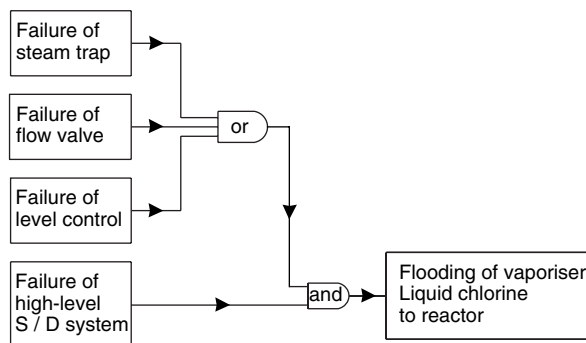 Failure of
steam trap
Failure of
flow valve
or
Failure of
level control
Failure of
high-level
S / D system
and
Flooding of vaporiser
Liquid chlorine
to reactor